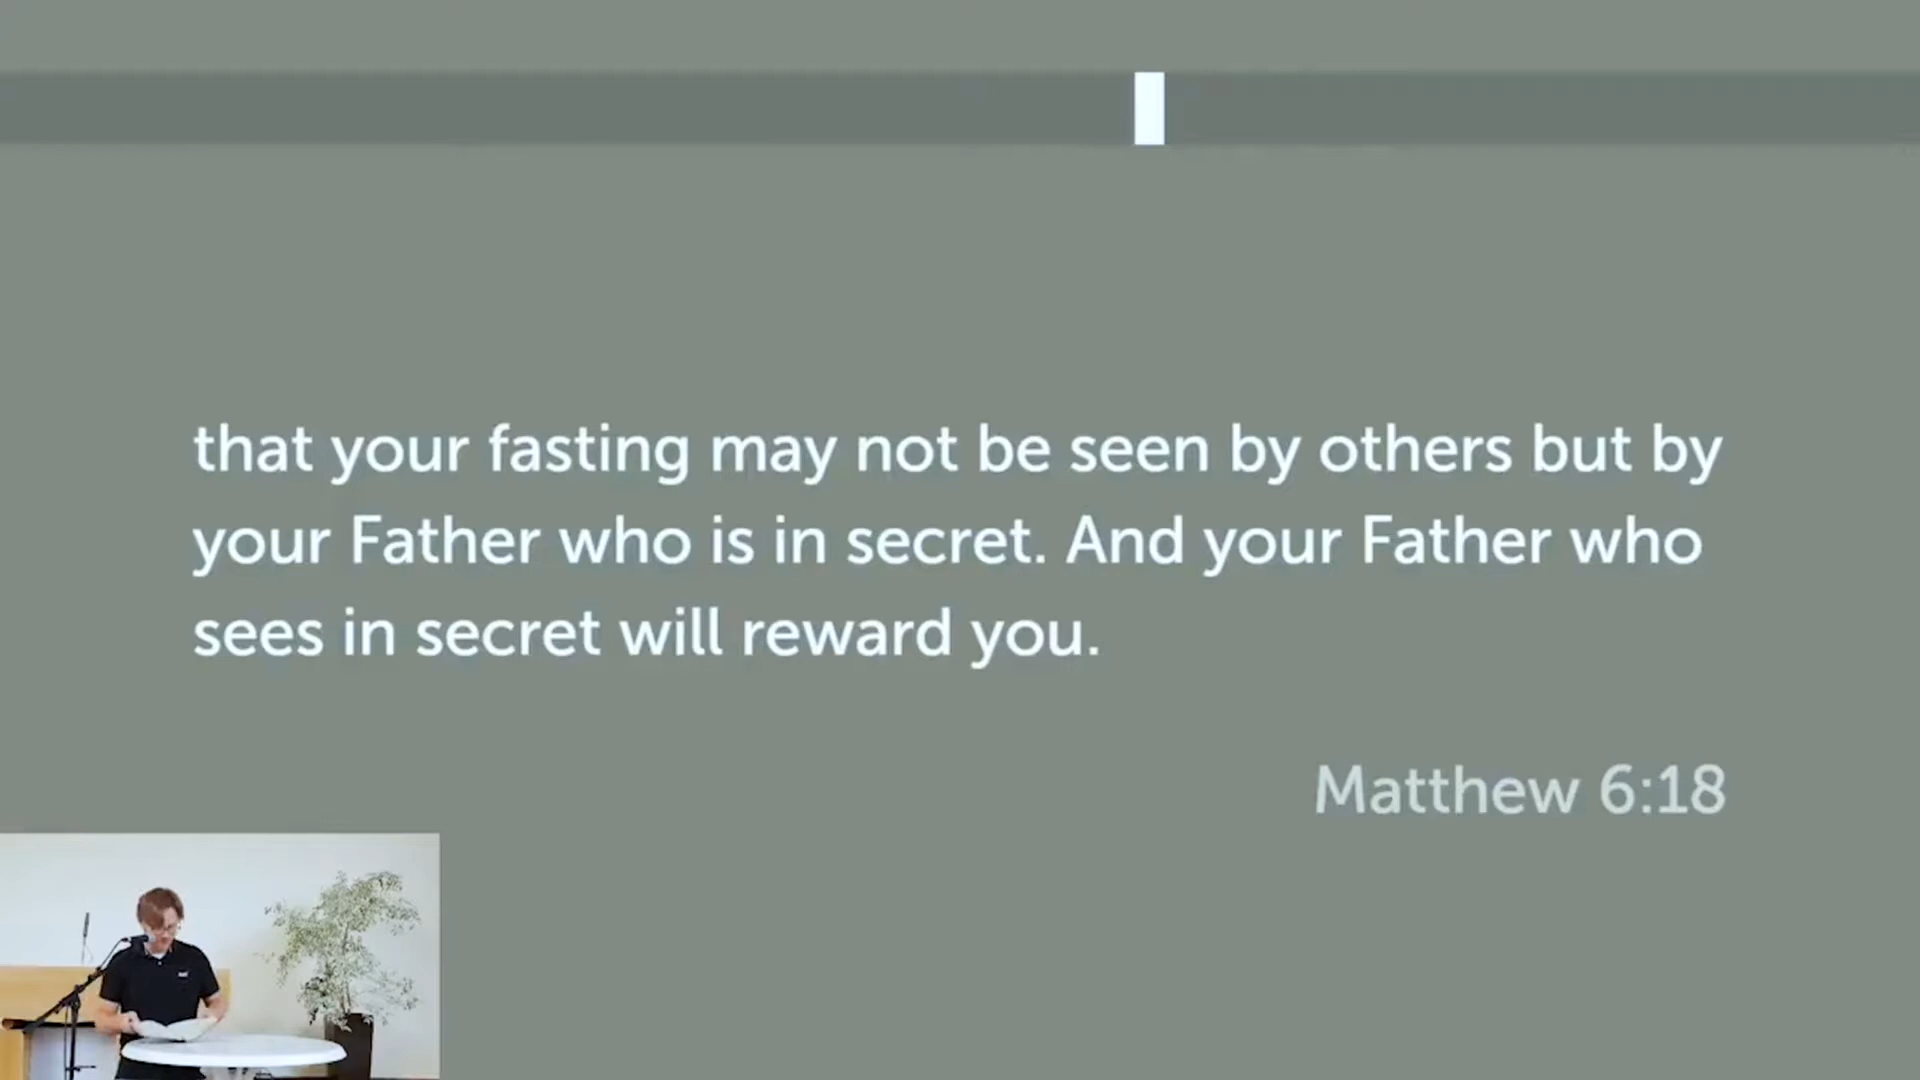 that your fasting may not be seen by others but by
your Father who is in secret. And your Father who
sees in secret will reward you.
Matthew 6:18